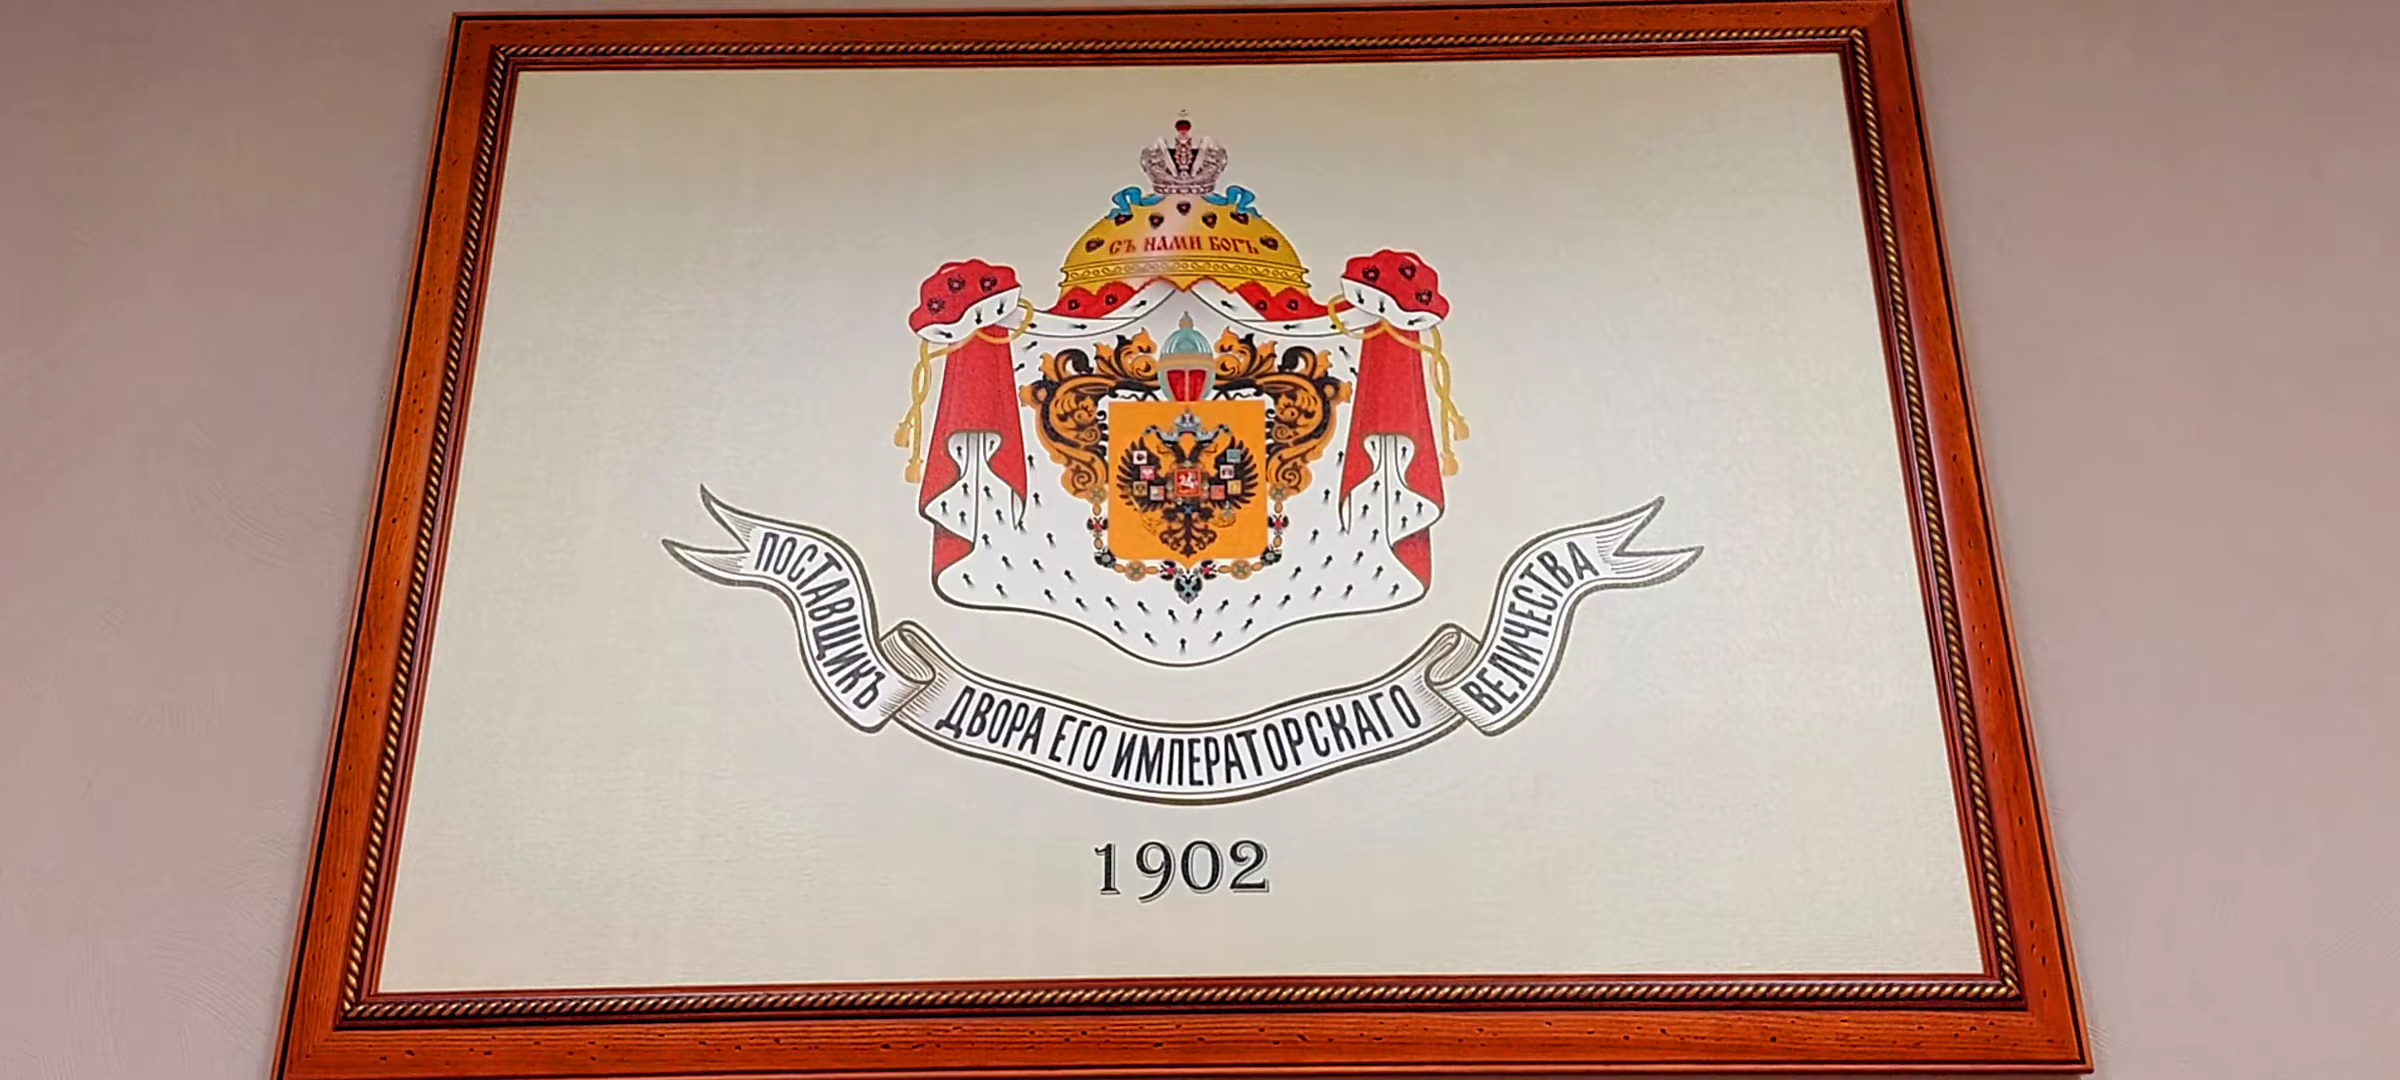 СЪ НАМИ БОГЪ
ПОСТАВЩИКЪ ДВОРА ЕГО ИМПЕРАТОРСКАГО ВЕЛИЧЕСТВА
1902